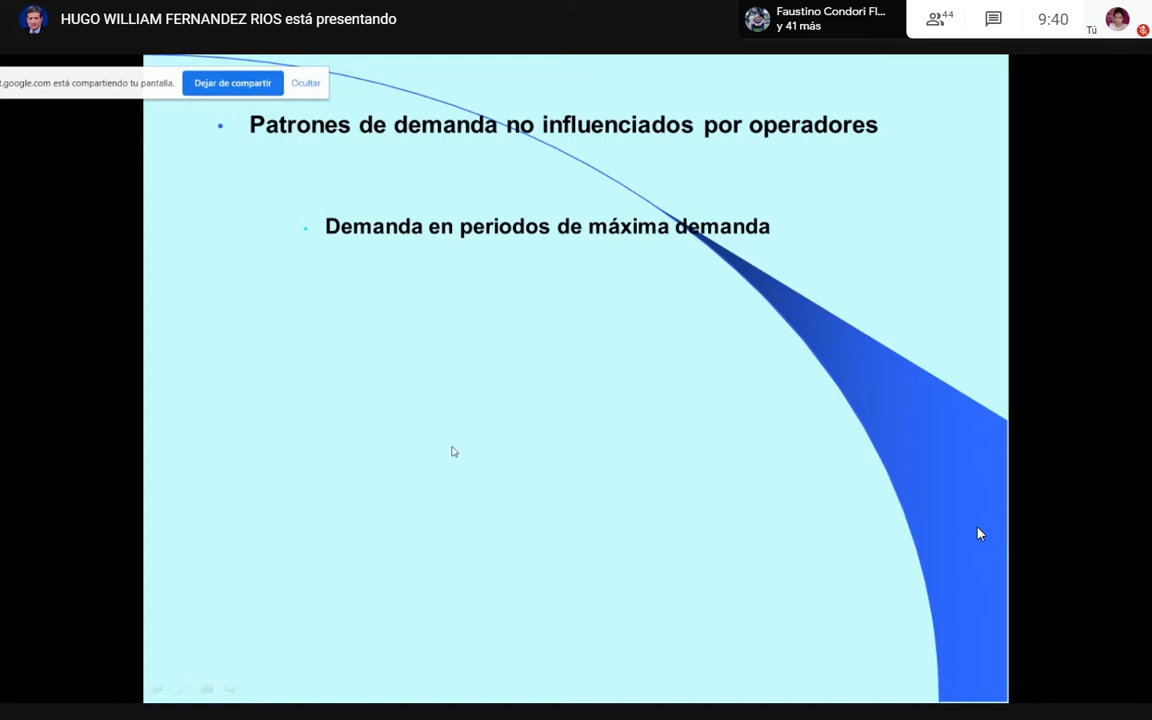 HUGO WILLIAM FERNANDEZ RIOS está presentando
Faustino Condori Fl...
y 41 más
44
9:40
Tú
t.google.com está compartiendo tu pantalla.
Dejar de compartir
Ocultar
• Patrones de demanda no influenciados por operadores
• Demanda en periodos de máxima demanda